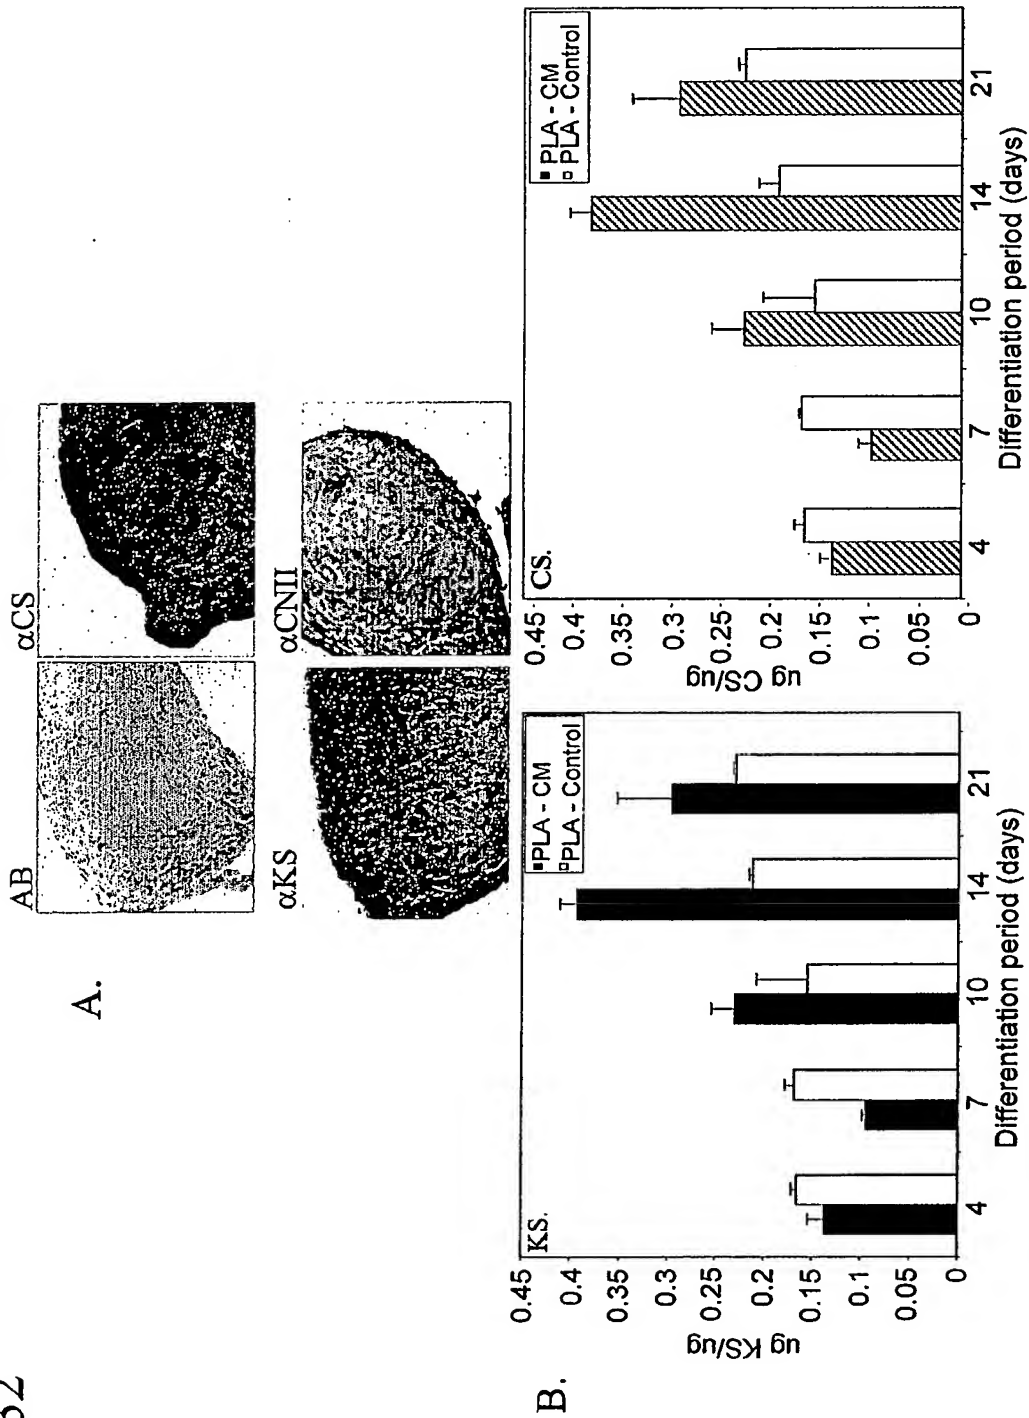 32
A.
AB
αCS
αKS
αCNII
B.
KS.
■PLA - CM
□PLA - Control
ug KS/ug
0.45
0.4
0.35
0.3
0.25
0.2
0.15
0.1
0.05
0
4 7 10 14 21
Differentiation period (days)
CS.
■ PLA - CM
□ PLA - Control
ug CS/ug
0.45
0.4
0.35
0.3
0.25
0.2
0.15
0.1
0.05
0
4 7 10 14 21
Differentiation period (days)